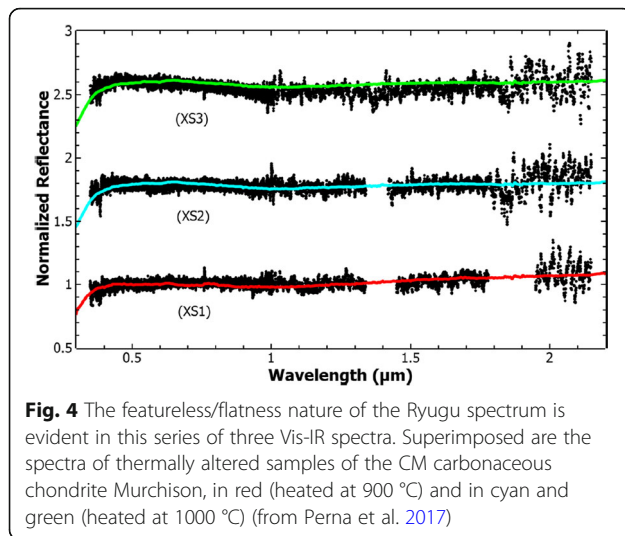 3
2.5
2
1.5
1
0.5
Normalized Reflectance
(XS3)
(XS2)
(XS1)
0.5 1 1.5 2
Wavelength (μm)
Fig. 4 The featureless/flatness nature of the Ryugu spectrum is
evident in this series of three Vis-IR spectra. Superimposed are the
spectra of thermally altered samples of the CM carbonaceous
chondrite Murchison, in red (heated at 900 °C) and in cyan and
green (heated at 1000 °C) (from Perna et al. 2017)